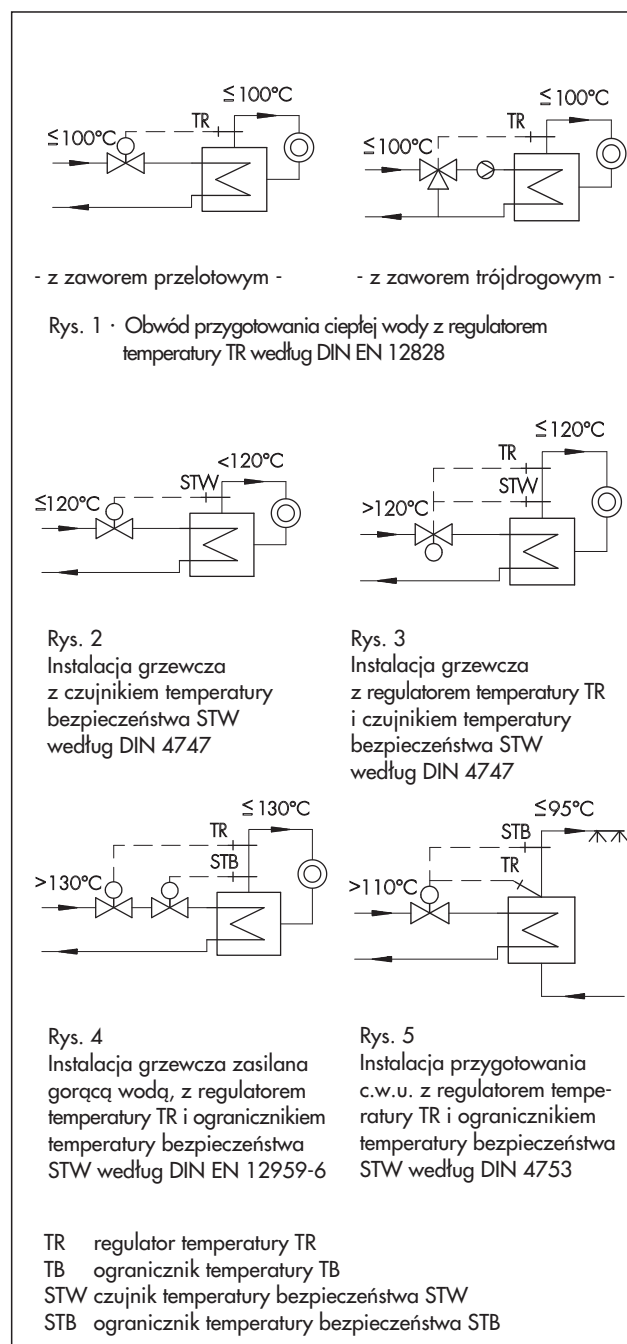 ≤100°C
TR
≤100°C
- z zaworem przelotowym -
≤100°C
TR
≤100°C
- z zaworem trójdrogowym -
Rys. 1 · Obwód przygotowania ciepłej wody z regulatorem
temperatury TR według DIN EN 12828
<120°C
STW
≤120°C
Rys. 2
Instalacja grzewcza
z czujnikiem temperatury
bezpieczeństwa STW
według DIN 4747
≤120°C
TR
STW
>120°C
Rys. 3
Instalacja grzewcza
z regulatorem temperatury TR
i czujnikiem temperatury
bezpieczeństwa STW
według DIN 4747
≤130°C
TR
STB
>130°C
Rys. 4
Instalacja grzewcza zasilana
gorącą wodą, z regulatorem
temperatury TR i ogranicznikiem
temperatury bezpieczeństwa
STW według DIN EN 12959-6
≤95°C
STB
TR
>110°C
Rys. 5
Instalacja przygotowania
c.w.u. z regulatorem tempe-
ratury TR i ogranicznikiem
temperatury bezpieczeństwa
STW według DIN 4753
TR regulator temperatury TR
TB ogranicznik temperatury TB
STW czujnik temperatury bezpieczeństwa STW
STB ogranicznik temperatury bezpieczeństwa STB